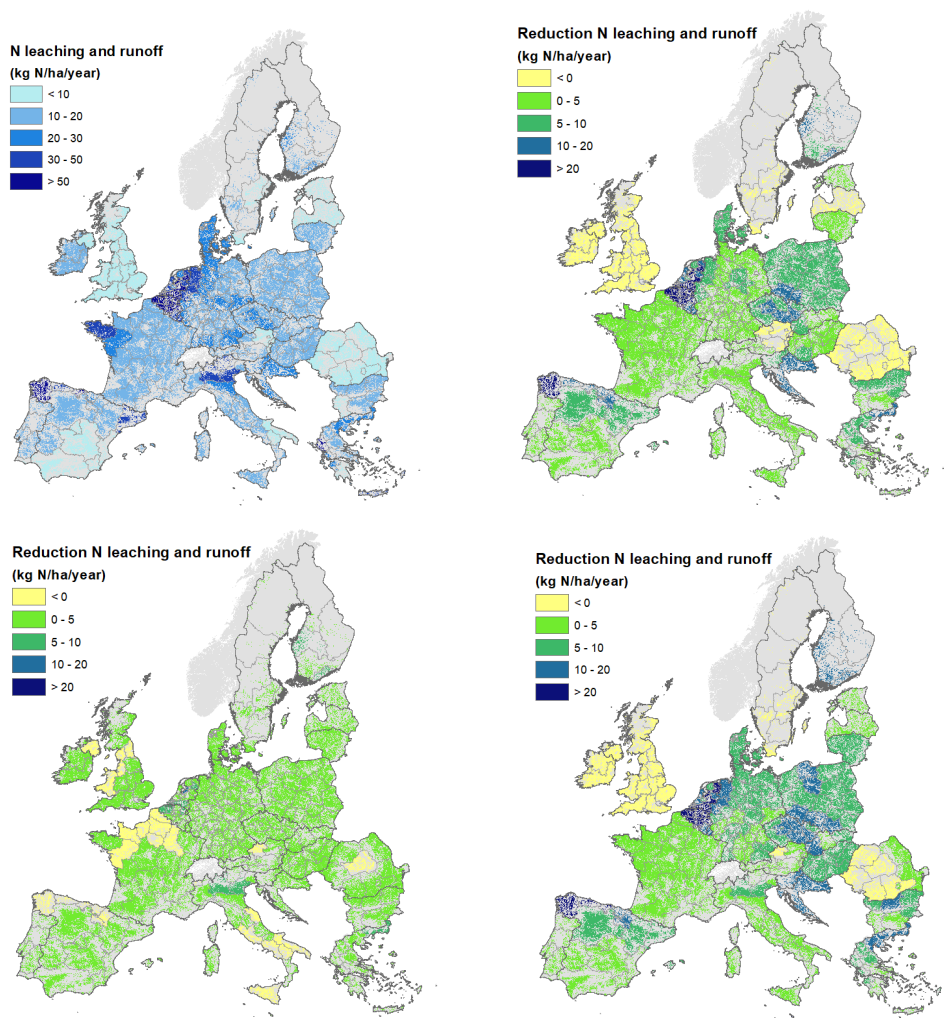 N leaching and runoff
(kg N/ha/year)
< 10
10 - 20
20 - 30
30 - 50
> 50
Reduction N leaching and runoff
(kg N/ha/year)
< 0
0 - 5
5 - 10
10 - 20
> 20
Reduction N leaching and runoff
(kg N/ha/year)
< 0
0 - 5
5 - 10
10 - 20
> 20
Reduction N leaching and runoff
(kg N/ha/year)
< 0
0 - 5
5 - 10
10 - 20
> 20